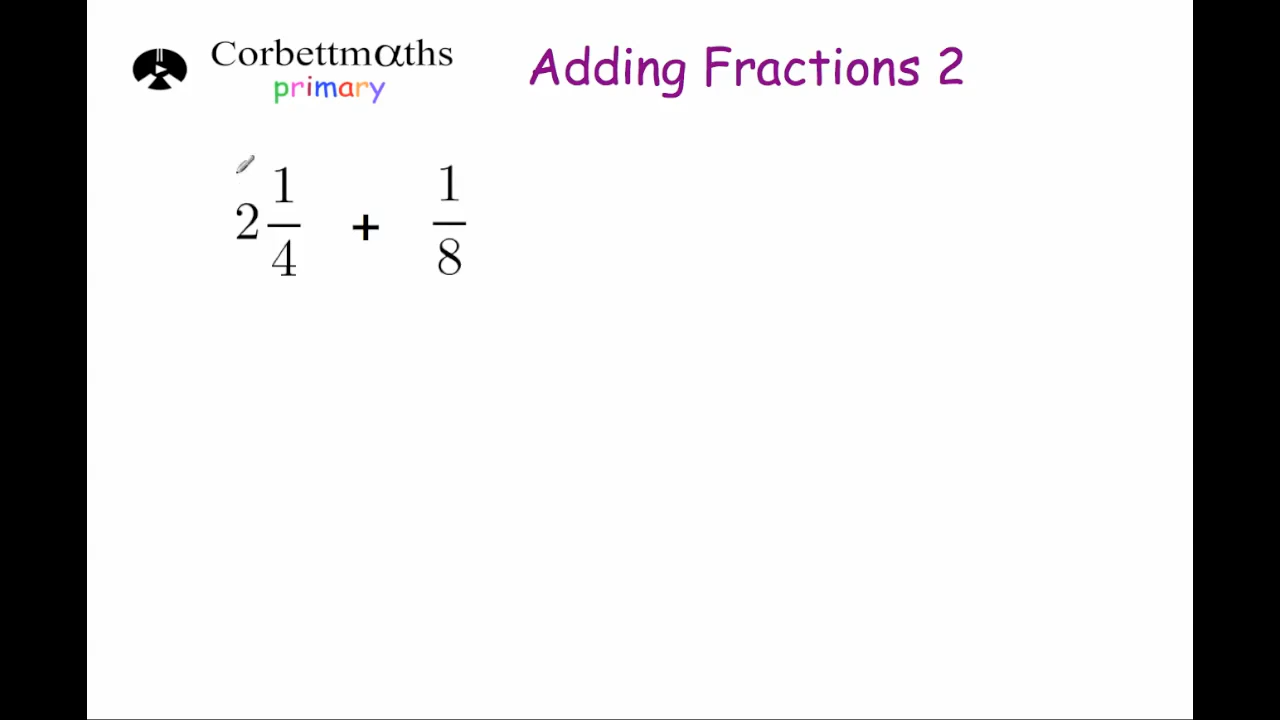 Corbettmαths
primary
Adding Fractions 2
2 1/4 + 1/8